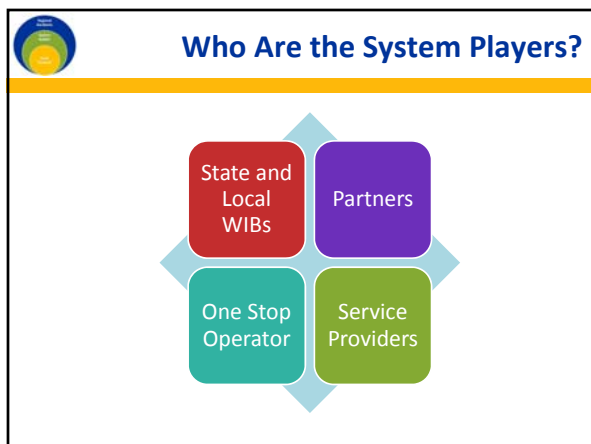 Who Are the System Players?
State and
Local
WIBs
Partners
One Stop
Operator
Service
Providers